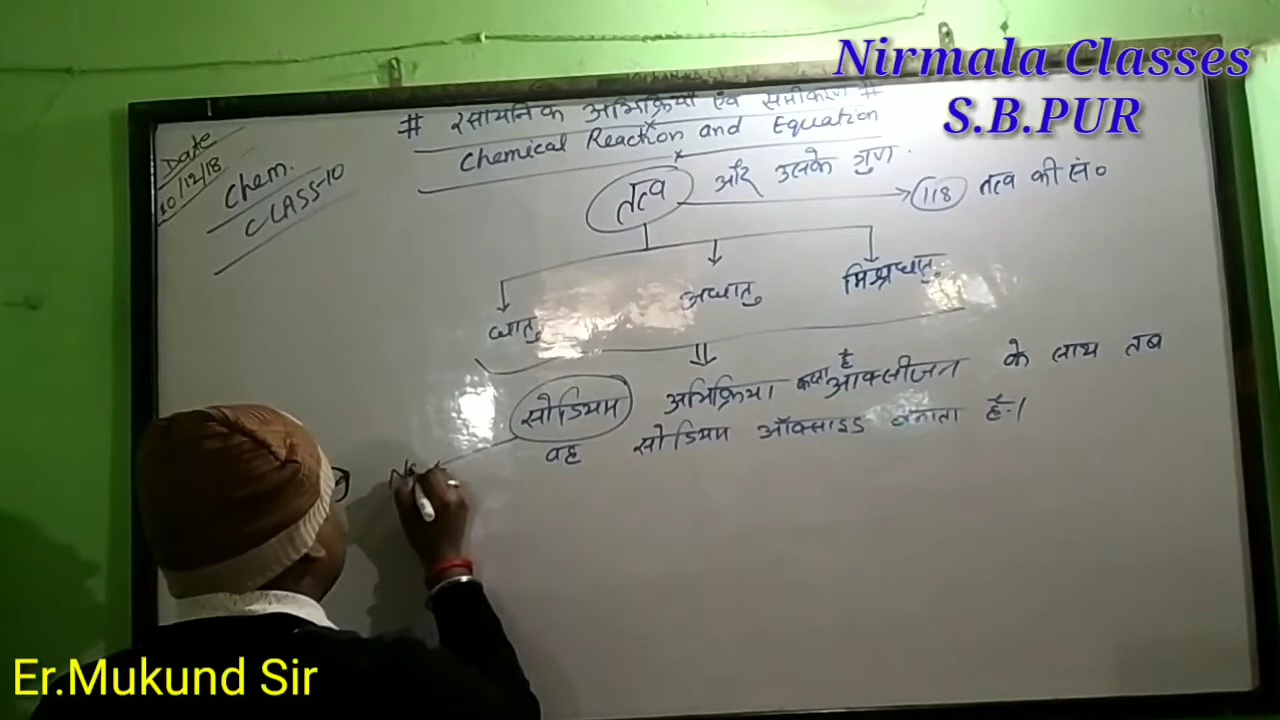 Nirmala Classes
S.B.PUR
# रसायनिक अभिक्रिया एवं समीकरण #
Chemical Reaction and Equation
Date
10/12/18
Chem.
CLASS-10
तत्व और उसके गुण. 118 तत्व की सं०
धातु अधातु मिश्रधातु
सोडियम अभिक्रिया करता है ऑक्सीजन के साथ तब
वह सोडियम ऑक्साइड बनाता है।
Na
Er.Mukund Sir